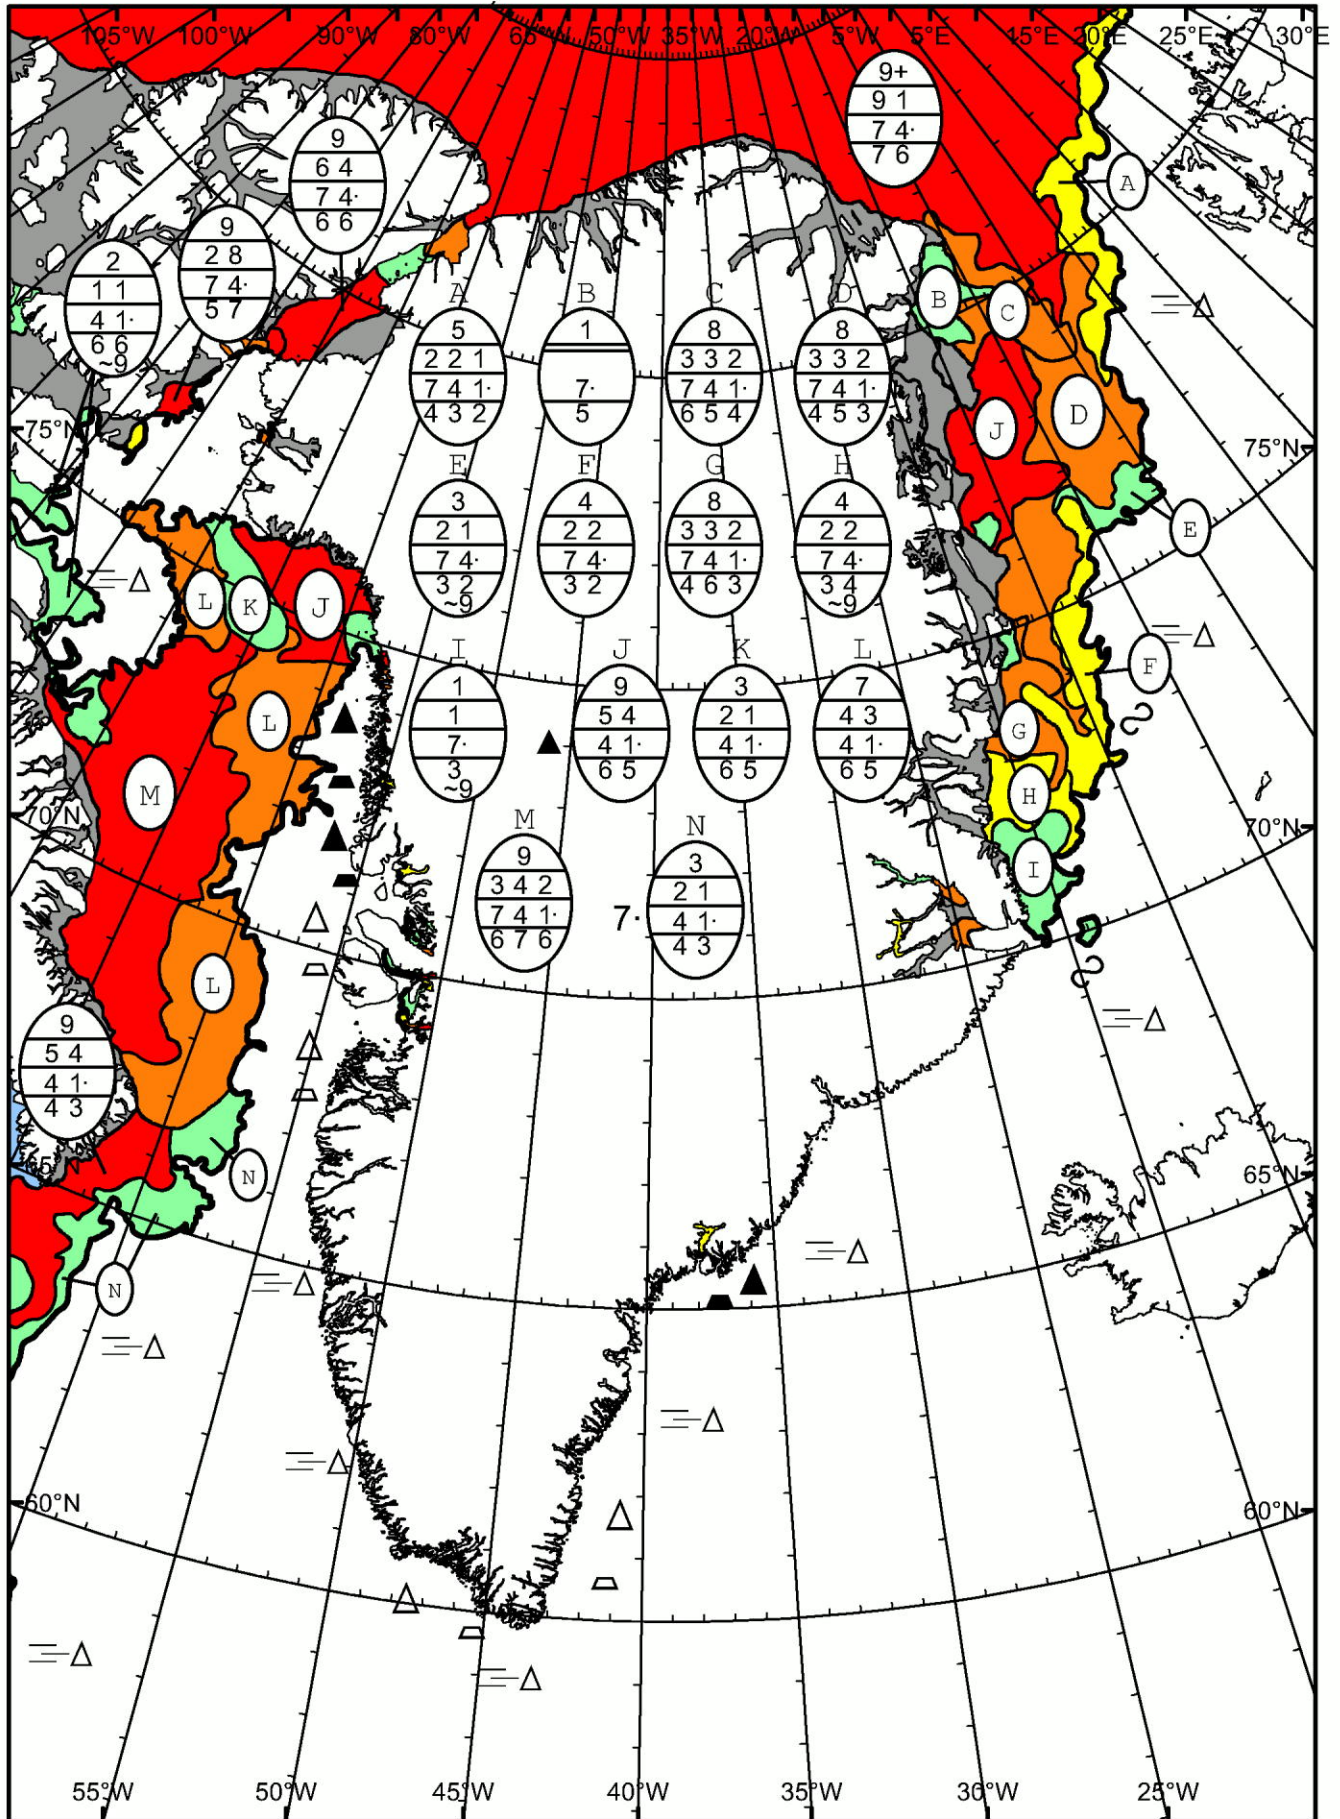 105°W 100°W 90°W 80°W 65°W 50°W 35°W 20°W 5°W 5°E 15°E 20°E 25°E 30°E
9+
9 1
7 4·
7 6
9
6 4
7 4·
6 6
9
2 8
7 4·
5 7
2
1 1
4 1·
6 6
~9
A
B
C
A B C D
5 1 8 8
2 2 1 3 3 2 3 3 2
7 4 1· 7· 7 4 1· 7 4 1·
4 3 2 5 6 5 4 4 5 3
75°N J D 75°N
E F G H
3 4 8 4
2 1 2 2 3 3 2 2 2
7 4· 7 4· 7 4 1· 7 4·
3 2 3 2 4 6 3 3 4
~9 ~9
E
L K J
F
I J K L
1 9 3 7
1 5 4 2 1 4 3
7· 4 1· 4 1· 4 1·
3 6 5 6 5 6 5
~9
L G
M H
70°N 70°N
M N
9 3
3 4 2 2 1
7 4 1· 7· 4 1·
6 7 6 4 3
I
L
9
5 4
4 1·
4 3
65°N N 65°N
N
60°N 60°N
55°W 50°W 45°W 40°W 35°W 30°W 25°W